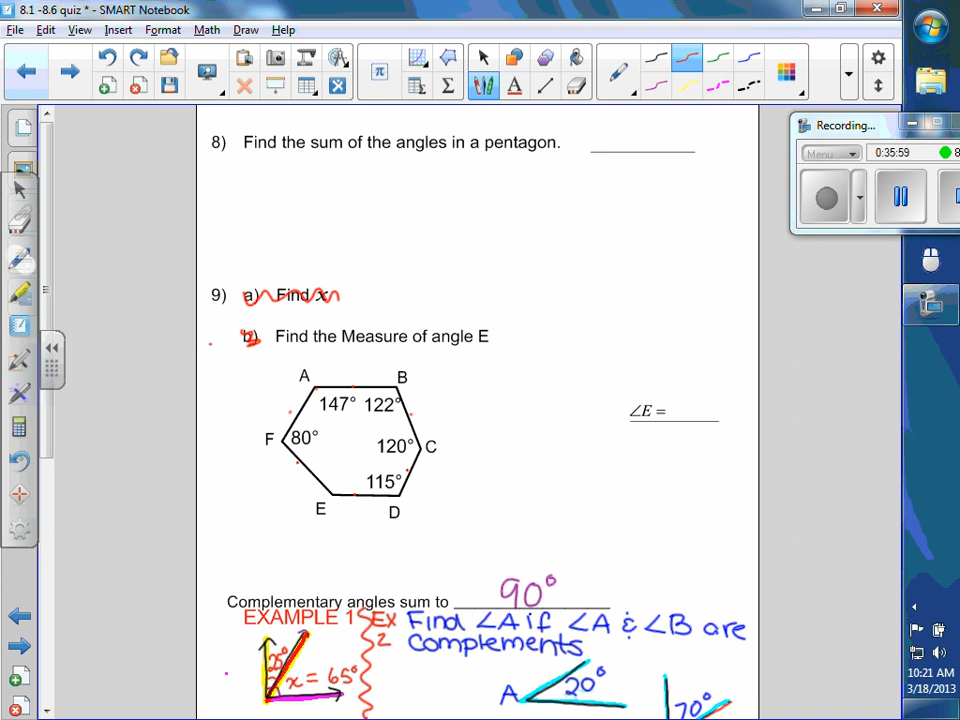 8.1 -8.6 quiz * - SMART Notebook
File Edit View Insert Format Math Draw Help
Recording...
Menu 0:35:59 8
8) Find the sum of the angles in a pentagon.
9) a) Find x
b) Find the Measure of angle E
A B
147° 122°
∠E =
F 80° 120° C
115°
E D
Complementary angles sum to 90°
EXAMPLE 1 Ex Find ∠A if ∠A & ∠B are
2 complements
25°
x = 65° A 20°
70°
10:21 AM
3/18/2013